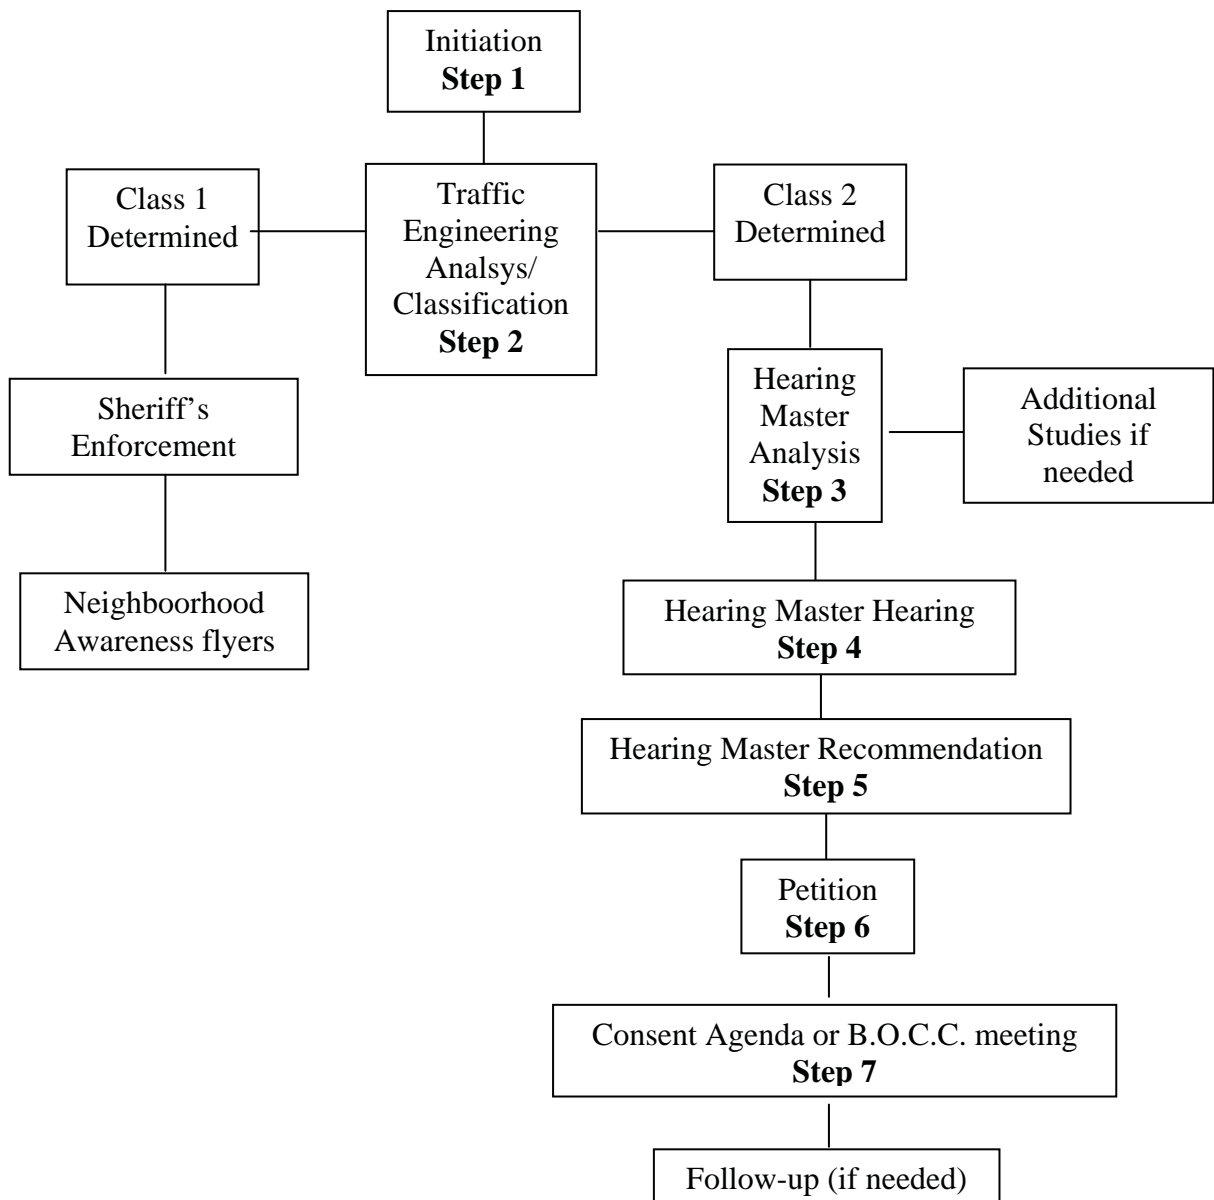 Initiation
Step 1
Class 1
Determined
Traffic
Engineering
Analsys/
Classification
Step 2
Class 2
Determined
Sheriff’s
Enforcement
Neighboorhood
Awareness flyers
Hearing
Master
Analysis
Step 3
Additional
Studies if
needed
Hearing Master Hearing
Step 4
Hearing Master Recommendation
Step 5
Petition
Step 6
Consent Agenda or B.O.C.C. meeting
Step 7
Follow-up (if needed)